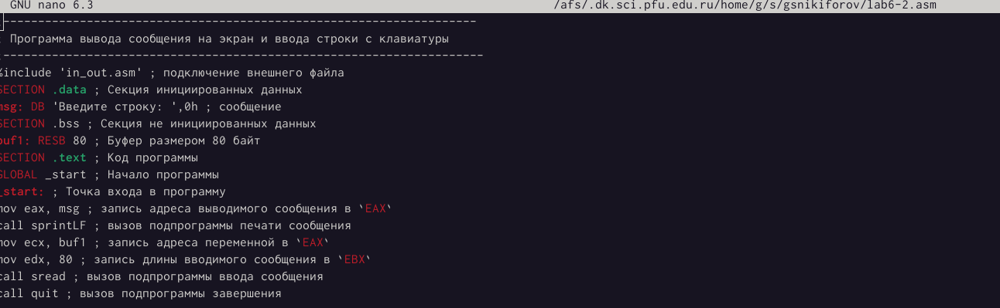 GNU nano 6.3 /afs/.dk.sci.pfu.edu.ru/home/g/s/gsnikiforov/lab6-2.asm
;--------------------------------------------------------------------
; Программа вывода сообщения на экран и ввода строки с клавиатуры
;---------------------------------------------------------------------
%include 'in_out.asm' ; подключение внешнего файла
SECTION .data ; Секция инициированных данных
msg: DB 'Введите строку: ',0h ; сообщение
SECTION .bss ; Секция не инициированных данных
buf1: RESB 80 ; Буфер размером 80 байт
SECTION .text ; Код программы
GLOBAL _start ; Начало программы
_start: ; Точка входа в программу
mov eax, msg ; запись адреса выводимого сообщения в `EAX`
call sprintLF ; вызов подпрограммы печати сообщения
mov ecx, buf1 ; запись адреса переменной в `EAX`
mov edx, 80 ; запись длины вводимого сообщения в `EBX`
call sread ; вызов подпрограммы ввода сообщения
call quit ; вызов подпрограммы завершения